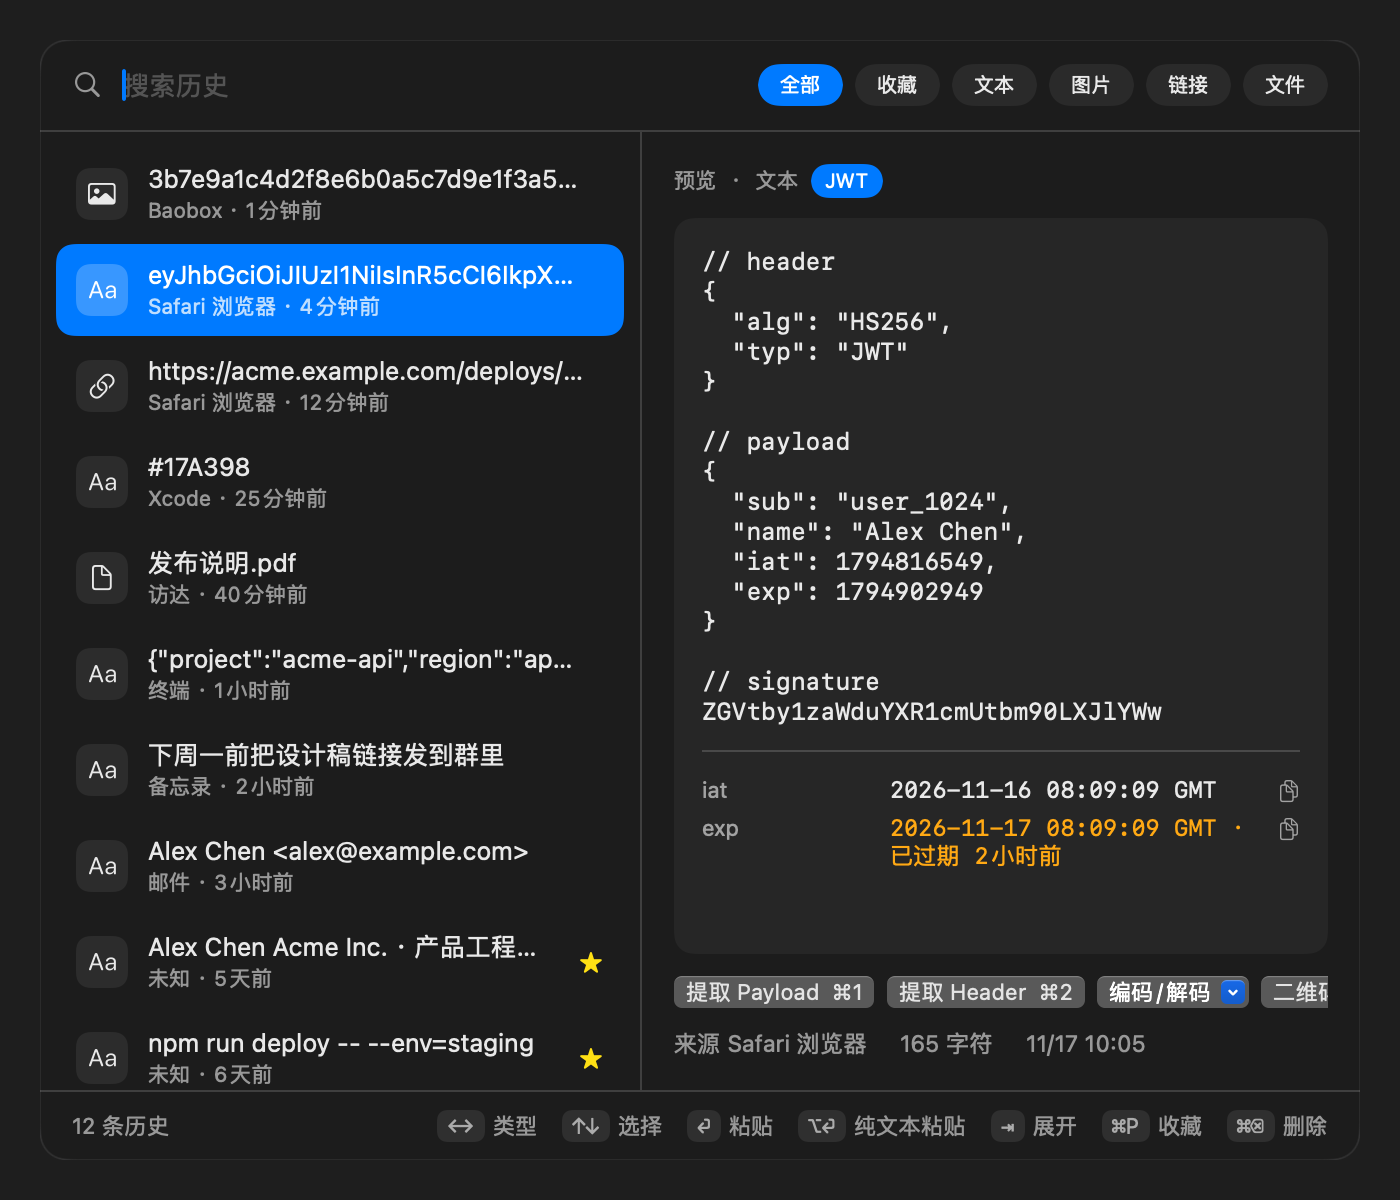 搜索历史
全部 收藏 文本 图片 链接 文件
3b7e9a1c4d2f8e6b0a5c7d9e1f3a5...
Baobox · 1分钟前
eyJhbGciOiJIUzI1NiIsInR5cCI6IkpX...
Safari 浏览器 · 4分钟前
https://acme.example.com/deploys/...
Safari 浏览器 · 12分钟前
#17A398
Xcode · 25分钟前
发布说明.pdf
访达 · 40分钟前
{"project":"acme-api","region":"ap...
终端 · 1小时前
下周一前把设计稿链接发到群里
备忘录 · 2小时前
Alex Chen <alex@example.com>
邮件 · 3小时前
Alex Chen Acme Inc. · 产品工程...
未知 · 5天前
npm run deploy -- --env=staging
未知 · 6天前
预览 · 文本 JWT
// header
{
"alg": "HS256",
"typ": "JWT"
}
// payload
{
"sub": "user_1024",
"name": "Alex Chen",
"iat": 1794816549,
"exp": 1794902949
}
// signature
ZGVtby1zaWduYXR1cmUtbm90LXJlYWw
iat 2026-11-16 08:09:09 GMT
exp 2026-11-17 08:09:09 GMT ·
已过期 2小时前
提取 Payload ⌘1 提取 Header ⌘2 编码/解码 二维码
来源 Safari 浏览器 165 字符 11/17 10:05
12 条历史 ↔ 类型 ↑↓ 选择 ↵ 粘贴 ⌥↵ 纯文本粘贴 ⇥ 展开 ⌘P 收藏 ⌘⌫ 删除